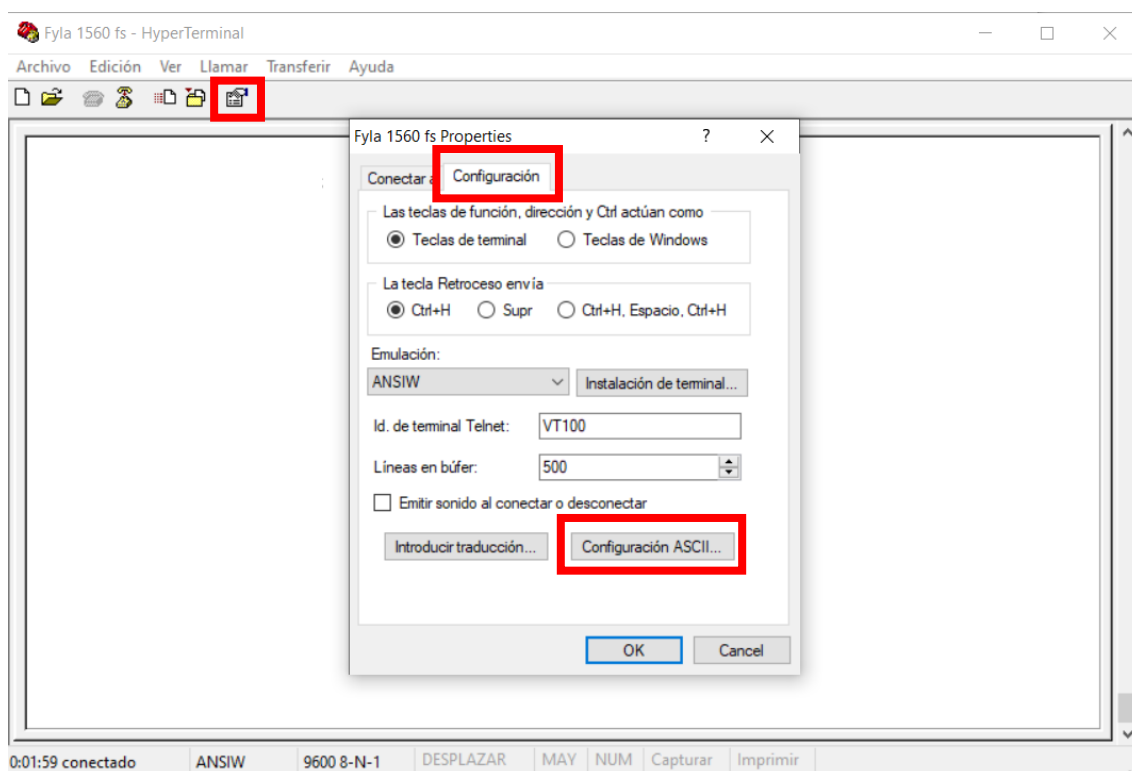 Fyla 1560 fs - HyperTerminal
Archivo Edición Ver Llamar Transferir Ayuda
Fyla 1560 fs Properties ?
Conectar a Configuración
Las teclas de función, dirección y Ctrl actúan como
Teclas de terminal Teclas de Windows
La tecla Retroceso envía
Ctrl+H Supr Ctrl+H, Espacio, Ctrl+H
Emulación:
ANSIW Instalación de terminal...
Id. de terminal Telnet: VT100
Líneas en búfer: 500
Emitir sonido al conectar o desconectar
Introducir traducción... Configuración ASCII...
OK Cancel
0:01:59 conectado ANSIW 9600 8-N-1 DESPLAZAR MAY NUM Capturar Imprimir